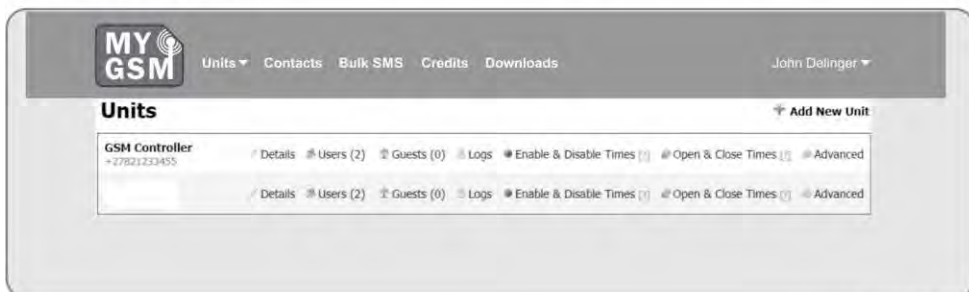 MY
GSM
Units Contacts Bulk SMS Credits Downloads John Delinger
Units Add New Unit
GSM Controller
+27821233455
Details Users (2) Guests (0) Logs Enable & Disable Times [?] Open & Close Times [?] Advanced
Details Users (2) Guests (0) Logs Enable & Disable Times [?] Open & Close Times [?] Advanced